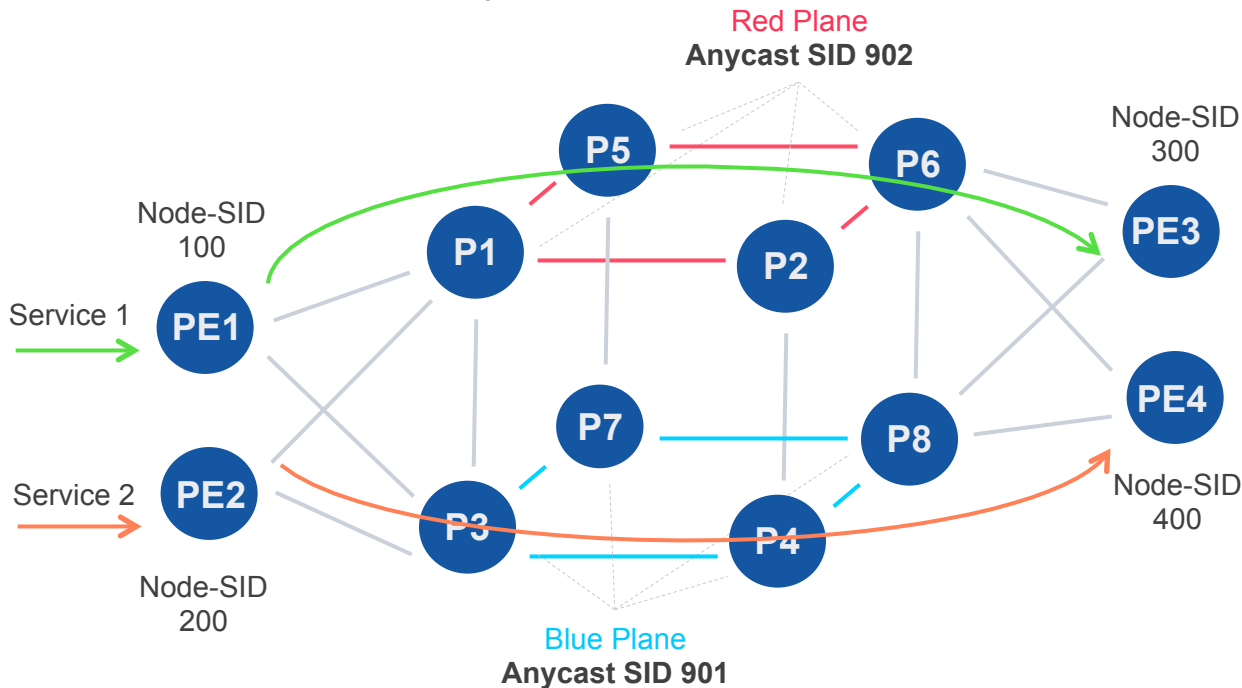 Red Plane
Anycast SID 902
P5
P6
Node-SID
300
Node-SID
100
P1
P2
PE3
Service 1
PE1
P7
P8
PE4
Service 2
PE2
P3
P4
Node-SID
400
Node-SID
200
Blue Plane
Anycast SID 901